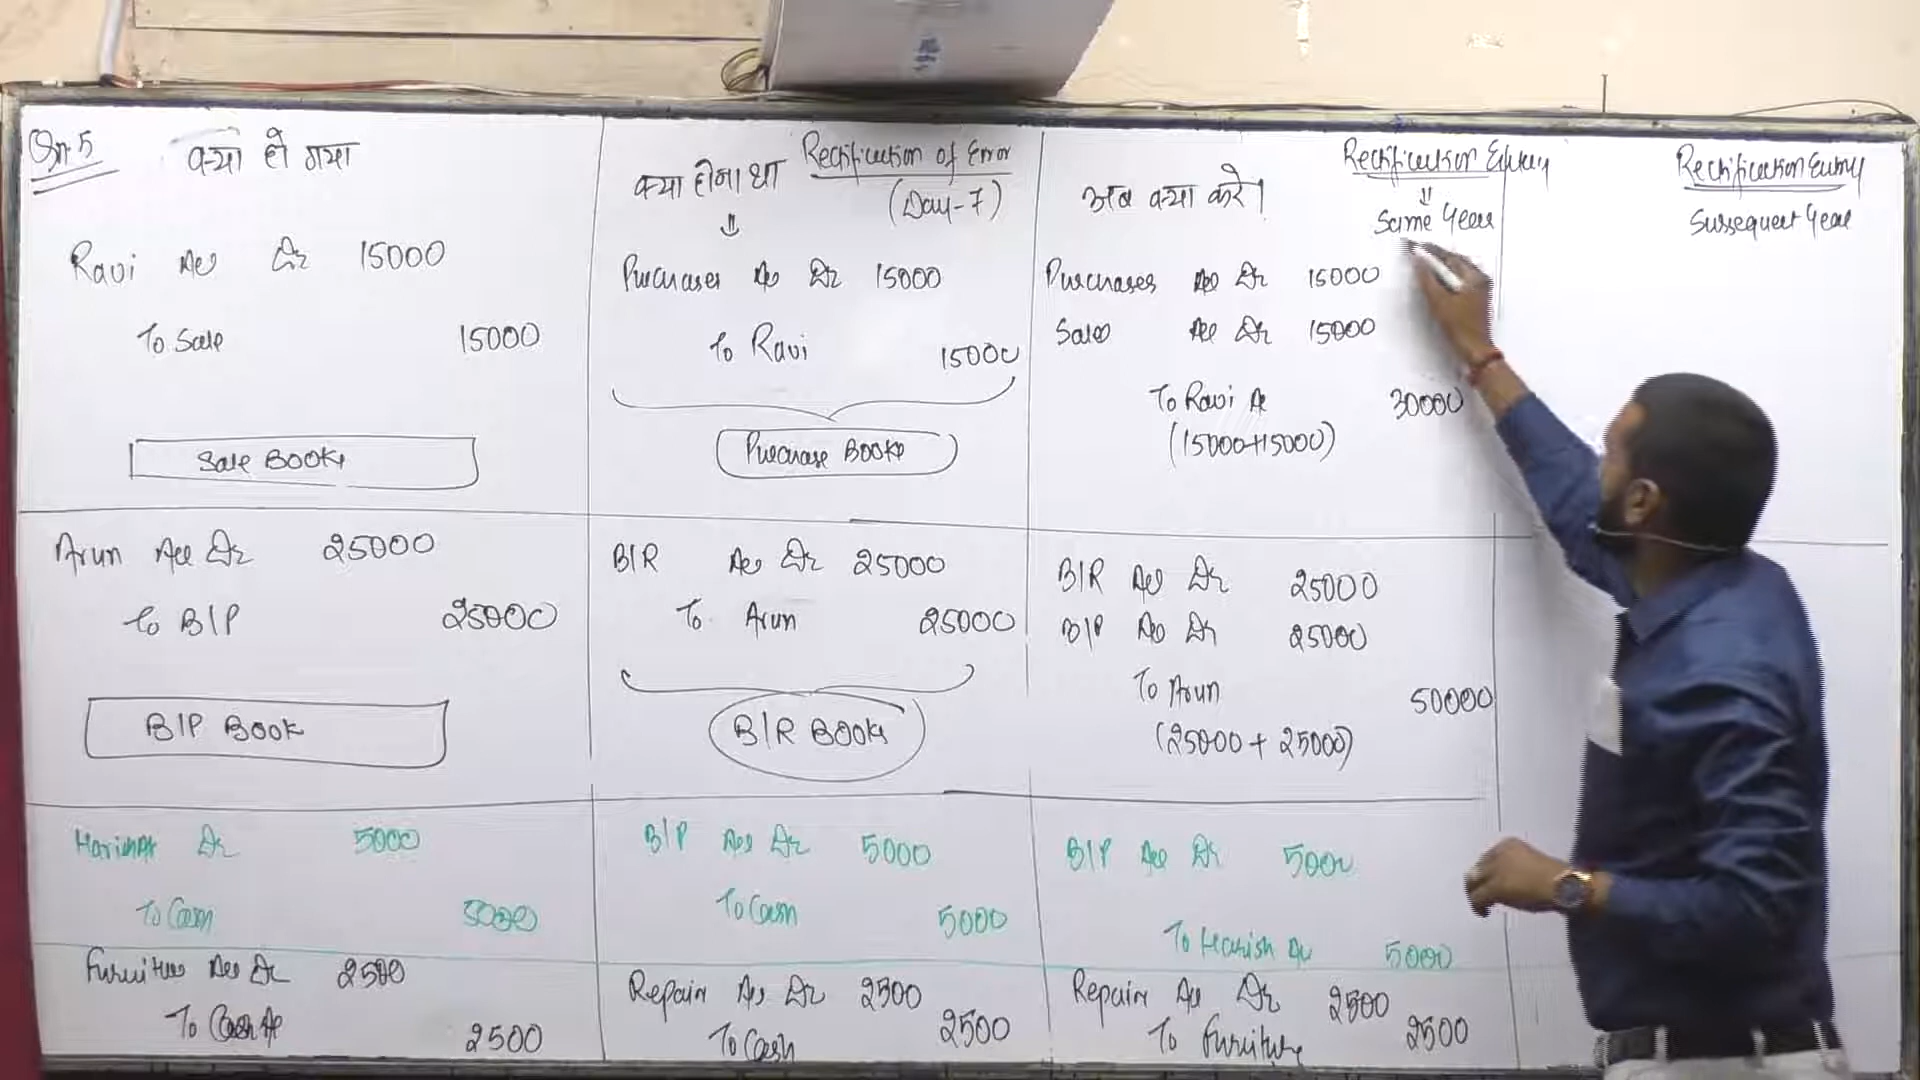 Qn. 5
क्या हो गया
Ravi A/c Dr 15000
To Sale 15000
Sale Book
Arun A/c Dr 25000
To B/P 25000
B/P Book
Dr 5000
To Cash 5000
Furniture A/c Dr 2500
To Cash A/c 2500
Rectification of Error
(Day-7)
क्या होना था
⇓
Purchases A/c Dr 15000
To Ravi 15000
Purchase Book
B/R A/c Dr 25000
To Arun 25000
B/R Book
B/P A/c Dr 5000
To Cash 5000
Repair A/c Dr 2500
To Cash 2500
अब क्या करे।
Rectification Entry
⇓
Same Year
Purchases A/c Dr 15000
Sales A/c Dr 15000
To Ravi A/c 30000
(15000+15000)
B/R A/c Dr 25000
B/P A/c Dr 25000
To Arun 50000
(25000 + 25000)
B/P A/c Dr 5000
To Harish A/c 5000
Repair A/c Dr 2500
To Furniture 2500
Rectification Entry
Subsequent Year